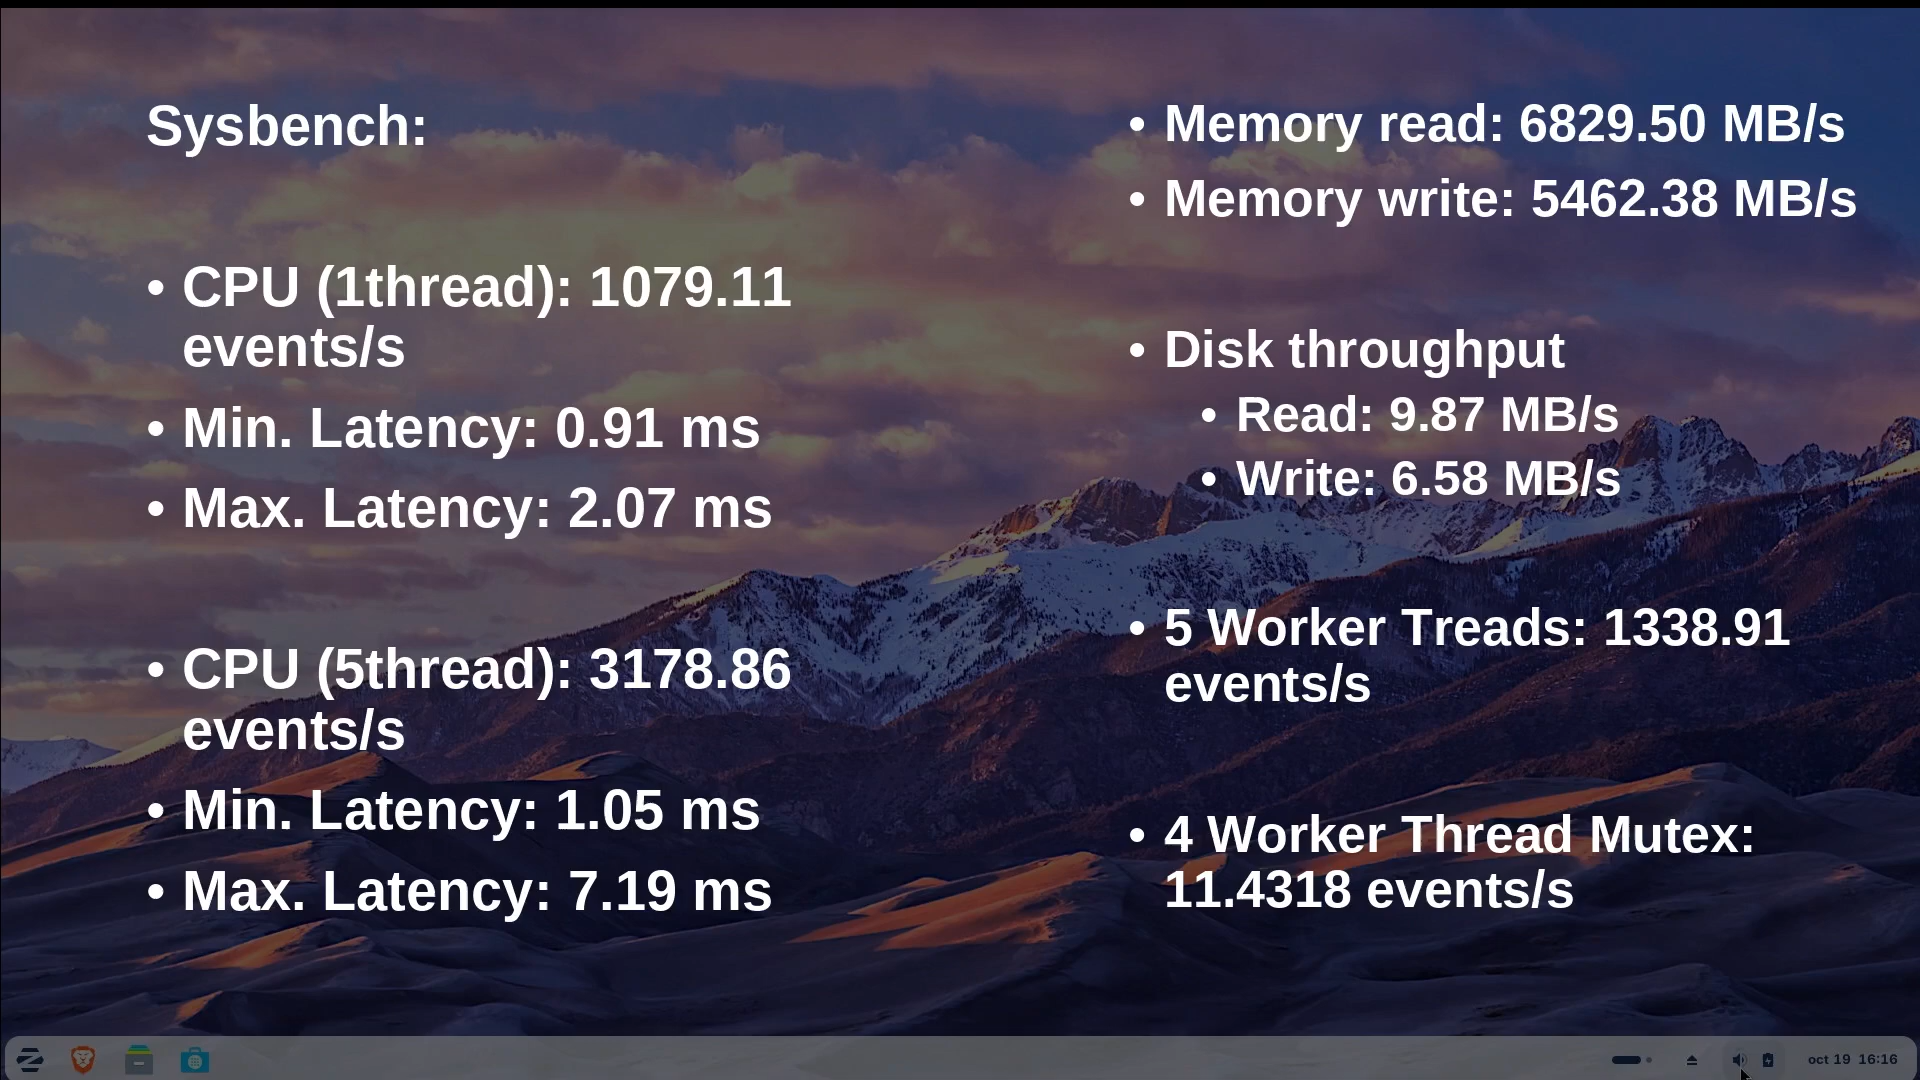 Sysbench:
• CPU (1thread): 1079.11
events/s
• Min. Latency: 0.91 ms
• Max. Latency: 2.07 ms
• CPU (5thread): 3178.86
events/s
• Min. Latency: 1.05 ms
• Max. Latency: 7.19 ms
• Memory read: 6829.50 MB/s
• Memory write: 5462.38 MB/s
• Disk throughput
• Read: 9.87 MB/s
• Write: 6.58 MB/s
• 5 Worker Treads: 1338.91
events/s
• 4 Worker Thread Mutex:
11.4318 events/s
oct 19 16:16